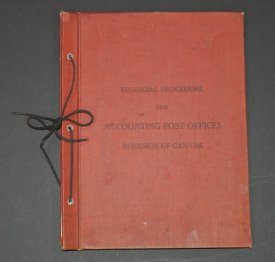 FINANCIAL PROCEDURE
FOR
ACCOUNTING POST OFFICES
DOMINION OF CANADA